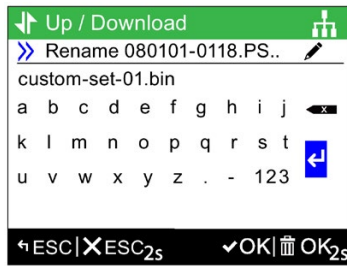 Up / Download
Rename 080101-0118.PS..
custom-set-01.bin
a b c d e f g h i j
k l m n o p q r s t
u v w x y z . - 123
ESC|ESC2s OK|OK2s